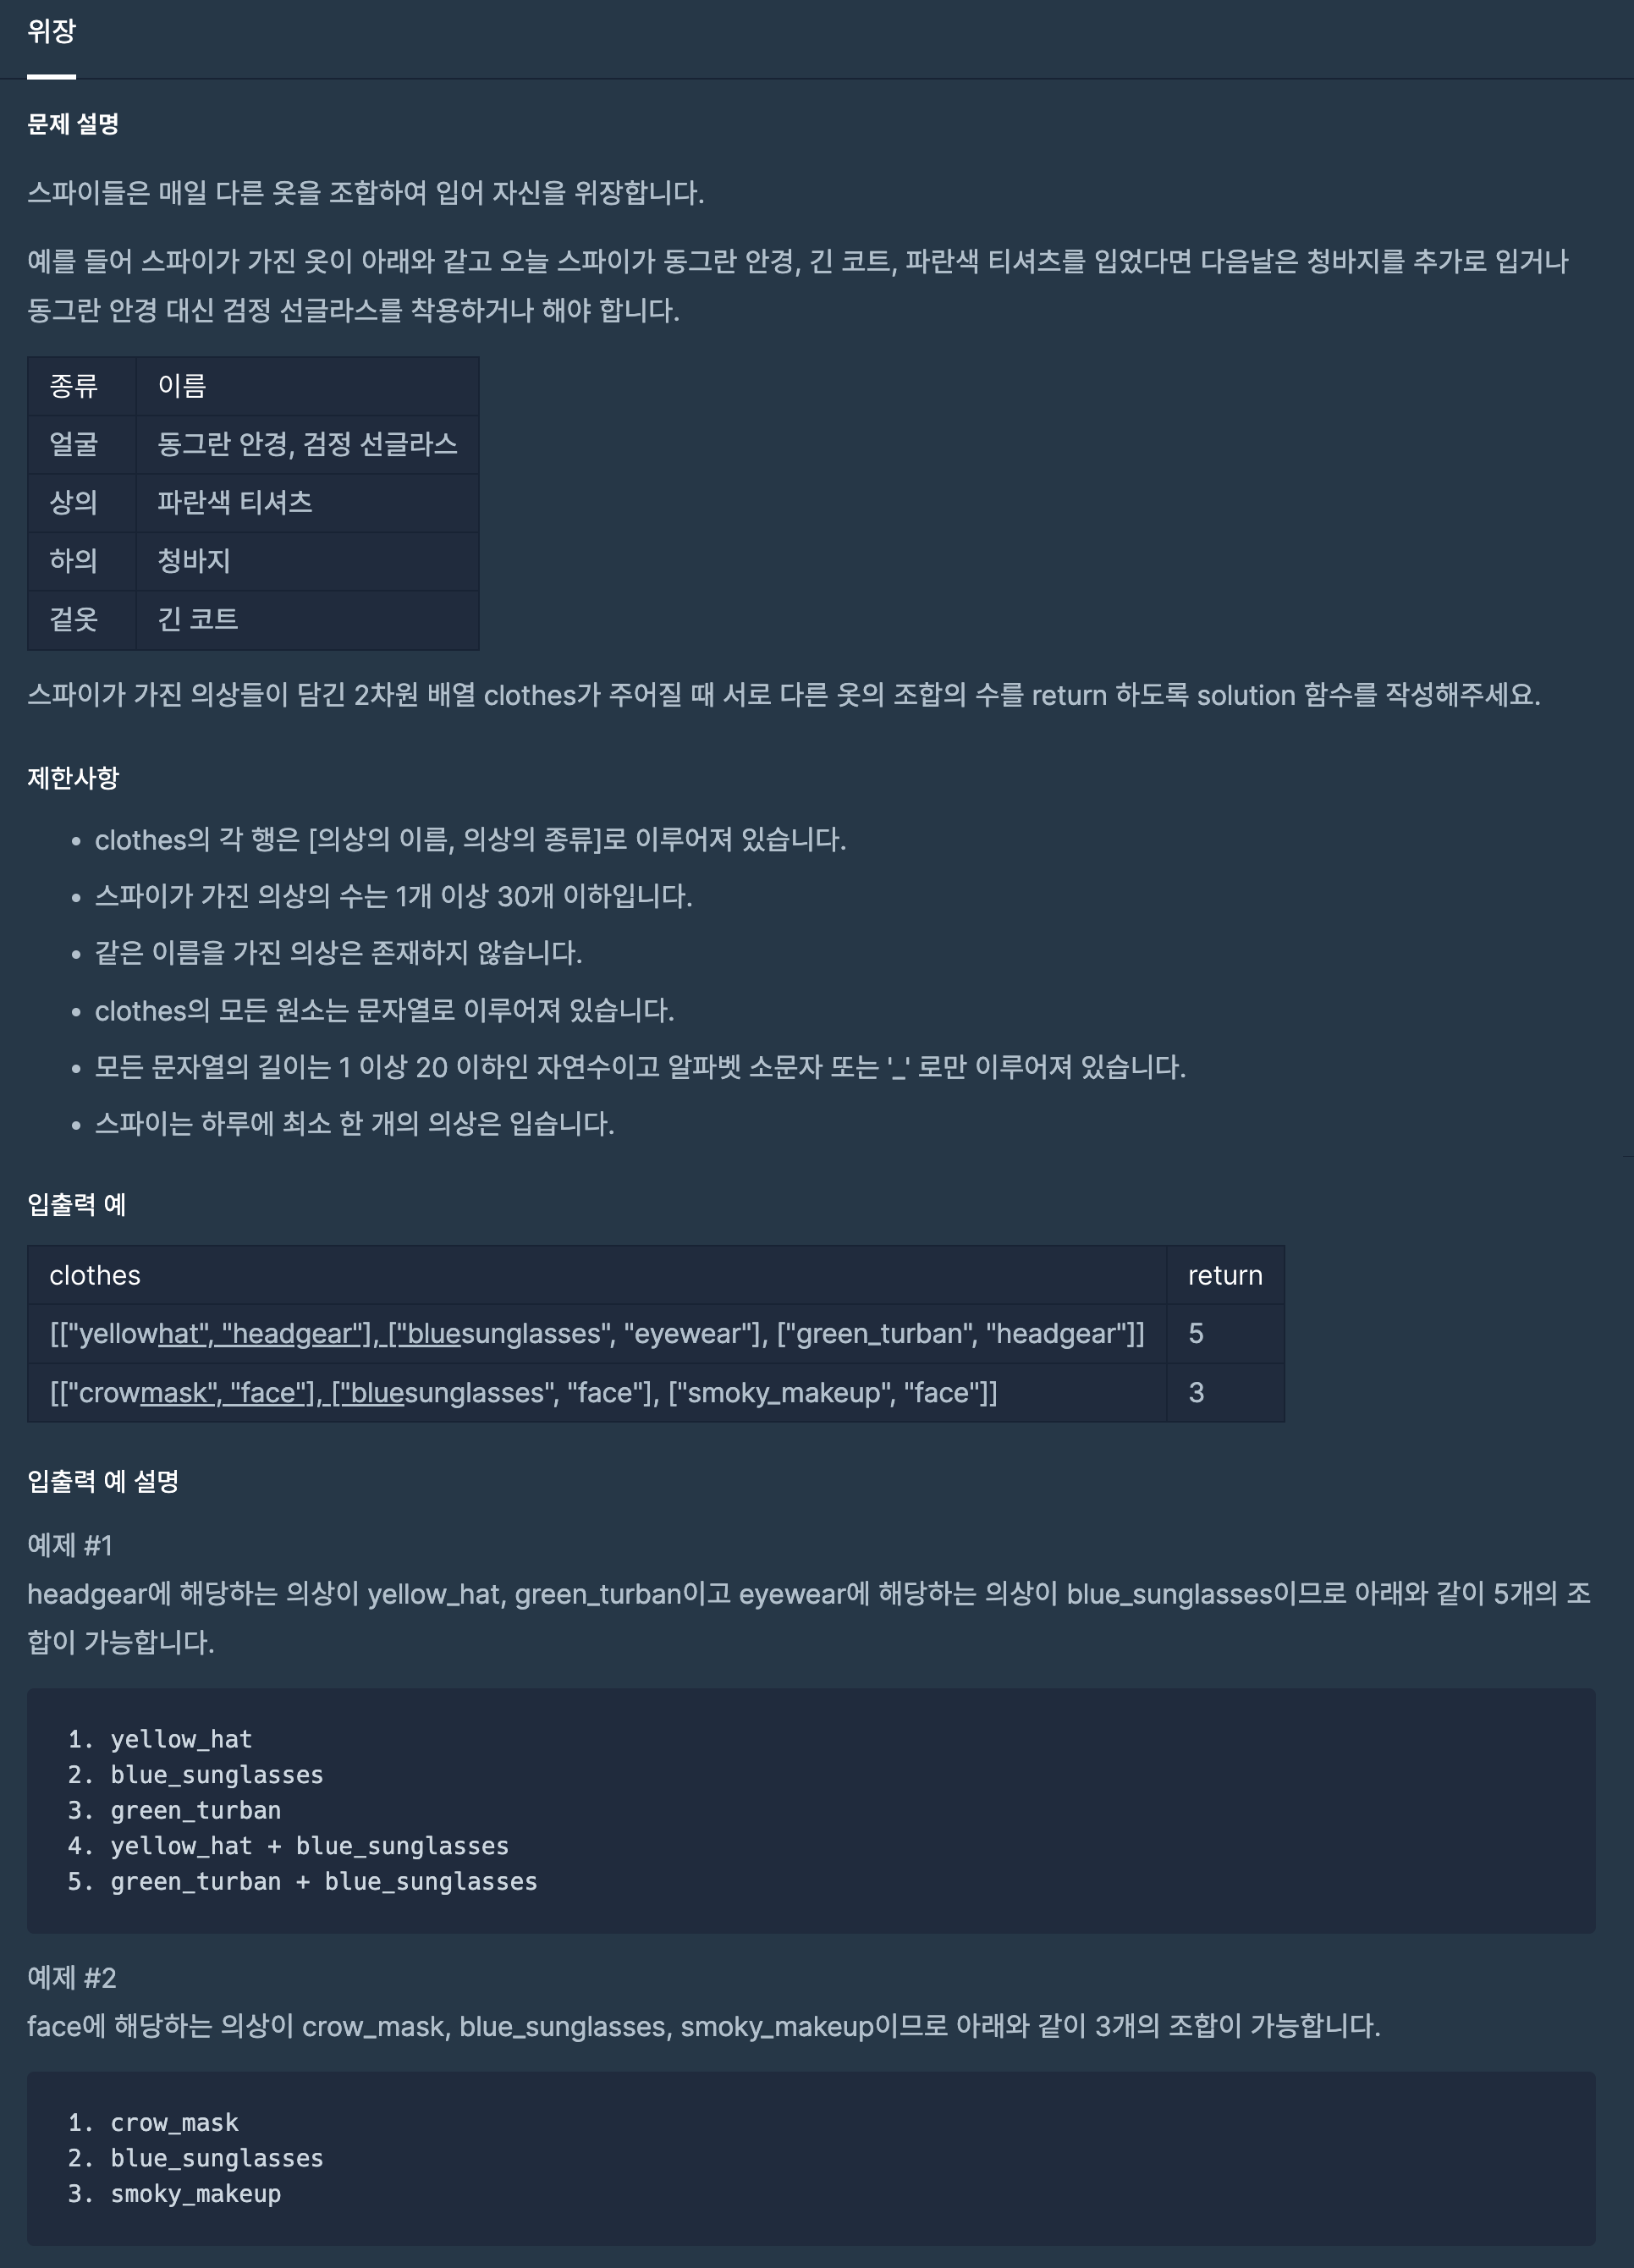 위장
문제 설명
스파이들은 매일 다른 옷을 조합하여 입어 자신을 위장합니다.
예를 들어 스파이가 가진 옷이 아래와 같고 오늘 스파이가 동그란 안경, 긴 코트, 파란색 티셔츠를 입었다면 다음날은 청바지를 추가로 입거나
동그란 안경 대신 검정 선글라스를 착용하거나 해야 합니다.
종류 이름
얼굴 동그란 안경, 검정 선글라스
상의 파란색 티셔츠
하의 청바지
겉옷 긴 코트
스파이가 가진 의상들이 담긴 2차원 배열 clothes가 주어질 때 서로 다른 옷의 조합의 수를 return 하도록 solution 함수를 작성해주세요.
제한사항
• clothes의 각 행은 [의상의 이름, 의상의 종류]로 이루어져 있습니다.
• 스파이가 가진 의상의 수는 1개 이상 30개 이하입니다.
• 같은 이름을 가진 의상은 존재하지 않습니다.
• clothes의 모든 원소는 문자열로 이루어져 있습니다.
• 모든 문자열의 길이는 1 이상 20 이하인 자연수이고 알파벳 소문자 또는 '_' 로만 이루어져 있습니다.
• 스파이는 하루에 최소 한 개의 의상은 입습니다.
입출력 예
clothes return
[["yellowhat", "headgear"], ["bluesunglasses", "eyewear"], ["green_turban", "headgear"]] 5
[["crowmask", "face"], ["bluesunglasses", "face"], ["smoky_makeup", "face"]] 3
입출력 예 설명
예제 #1
headgear에 해당하는 의상이 yellow_hat, green_turban이고 eyewear에 해당하는 의상이 blue_sunglasses이므로 아래와 같이 5개의 조
합이 가능합니다.
1. yellow_hat
2. blue_sunglasses
3. green_turban
4. yellow_hat + blue_sunglasses
5. green_turban + blue_sunglasses
예제 #2
face에 해당하는 의상이 crow_mask, blue_sunglasses, smoky_makeup이므로 아래와 같이 3개의 조합이 가능합니다.
1. crow_mask
2. blue_sunglasses
3. smoky_makeup